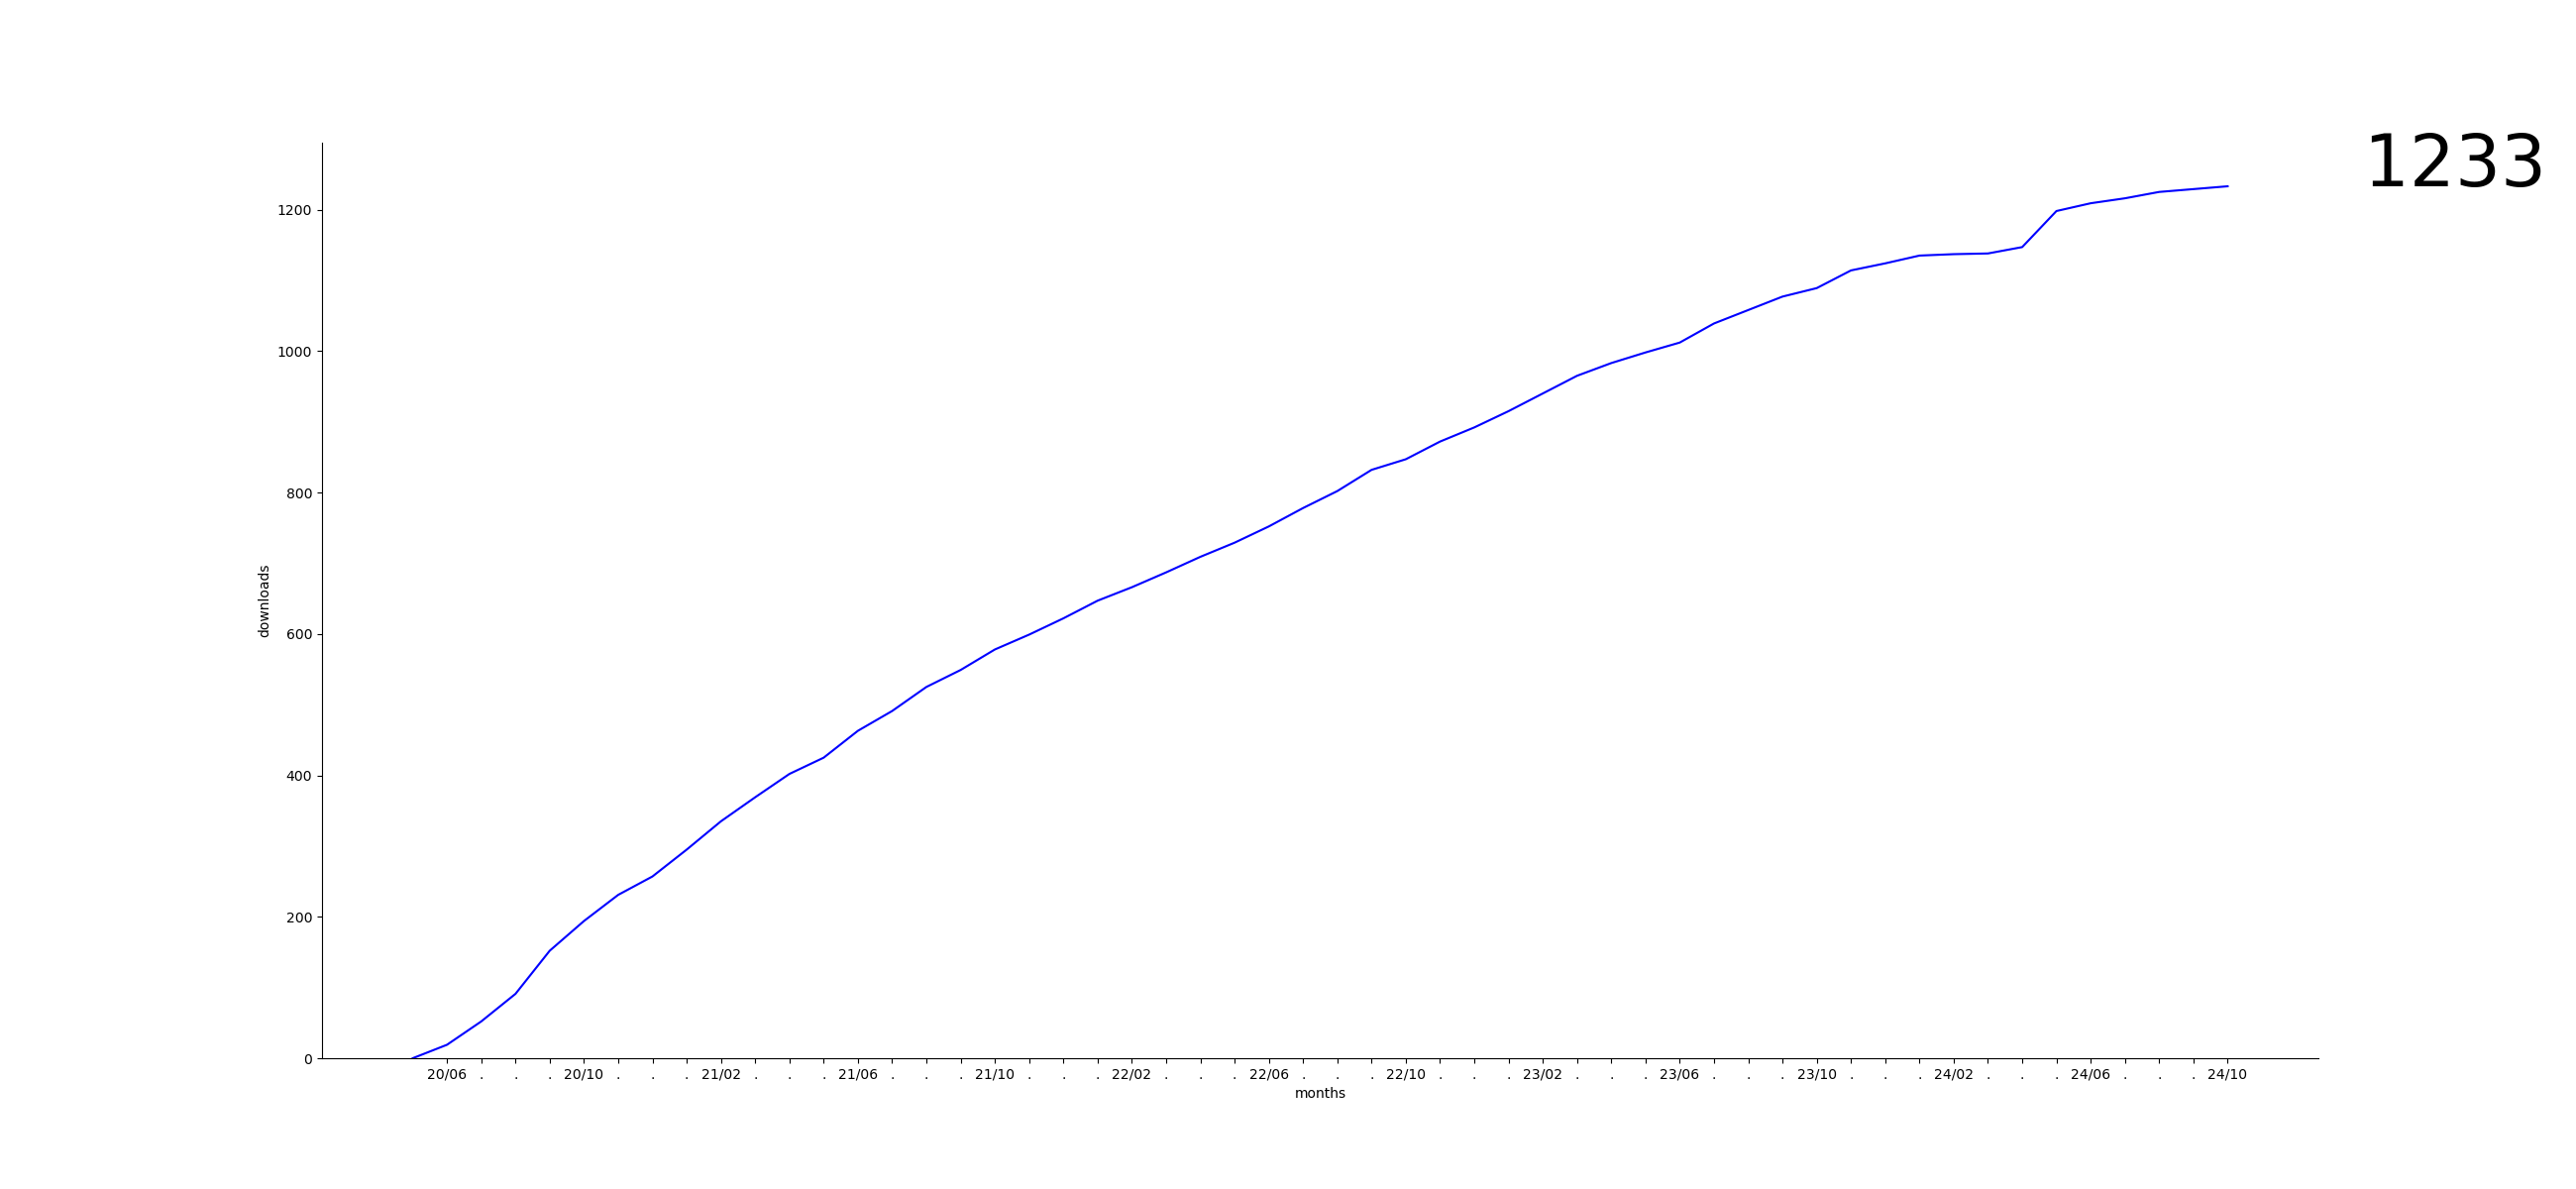 1233
1200
1000
800
600
400
200
0
downloads
20/06 . . . 20/10 . . . 21/02 . . . 21/06 . . . 21/10 . . . 22/02 . . . 22/06 . . . 22/10 . . . 23/02 . . . 23/06 . . . 23/10 . . . 24/02 . . . 24/06 . . . 24/10
months